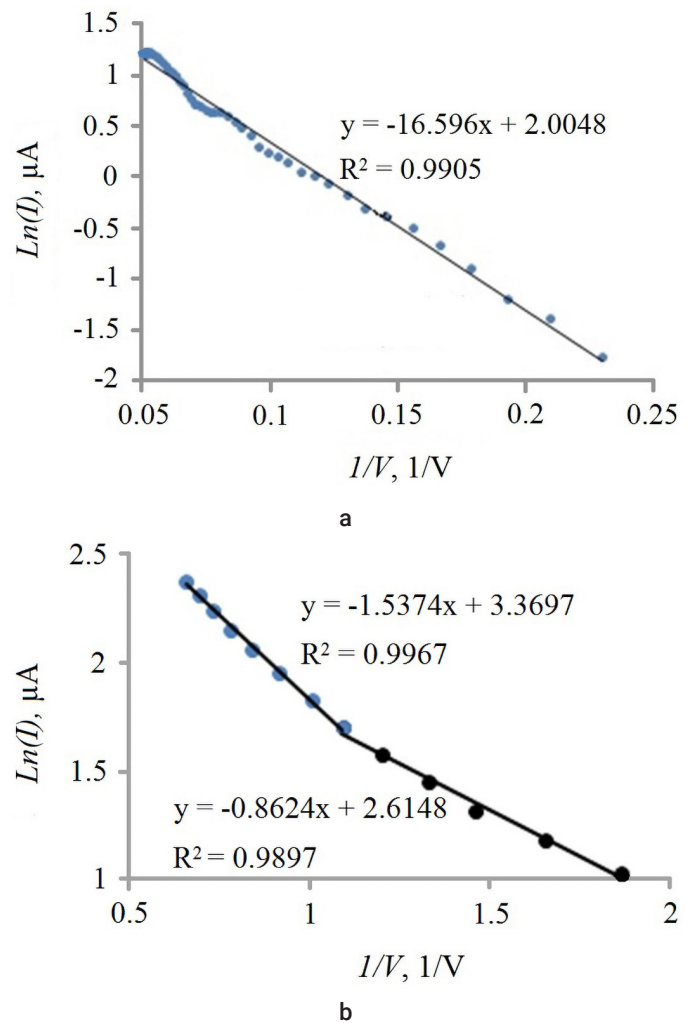 1.5
1
0.5
0
-0.5
-1
-1.5
-2
Ln(I), μA
y = -16.596x + 2.0048
R² = 0.9905
0.05 0.1 0.15 0.2 0.25
1/V, 1/V
a
2.5
2
1.5
1
Ln(I), μA
y = -1.5374x + 3.3697
R² = 0.9967
y = -0.8624x + 2.6148
R² = 0.9897
0.5 1 1.5 2
1/V, 1/V
b